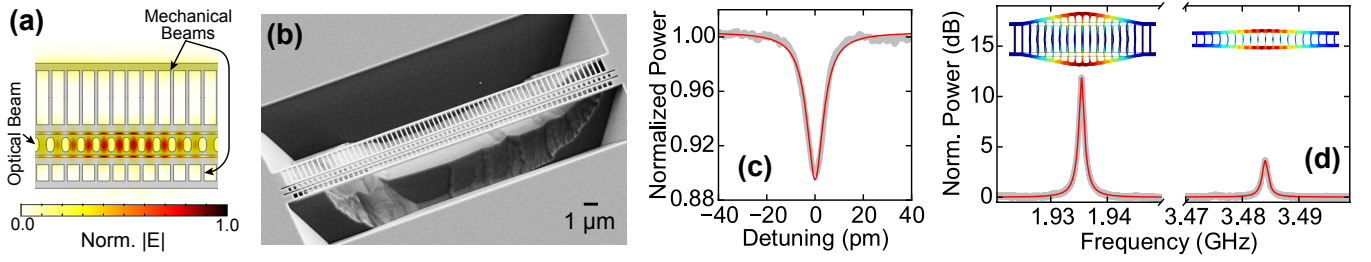 (a)
Mechanical
Beams
Optical Beam
0.0
1.0
Norm. |E|
(b)
1 μm
(c)
Normalized Power
1.00
0.96
0.92
0.88
−40
−20
0
20
40
Detuning (pm)
(d)
Norm. Power (dB)
15
10
5
0
1.93
1.94
3.47
3.48
3.49
Frequency (GHz)